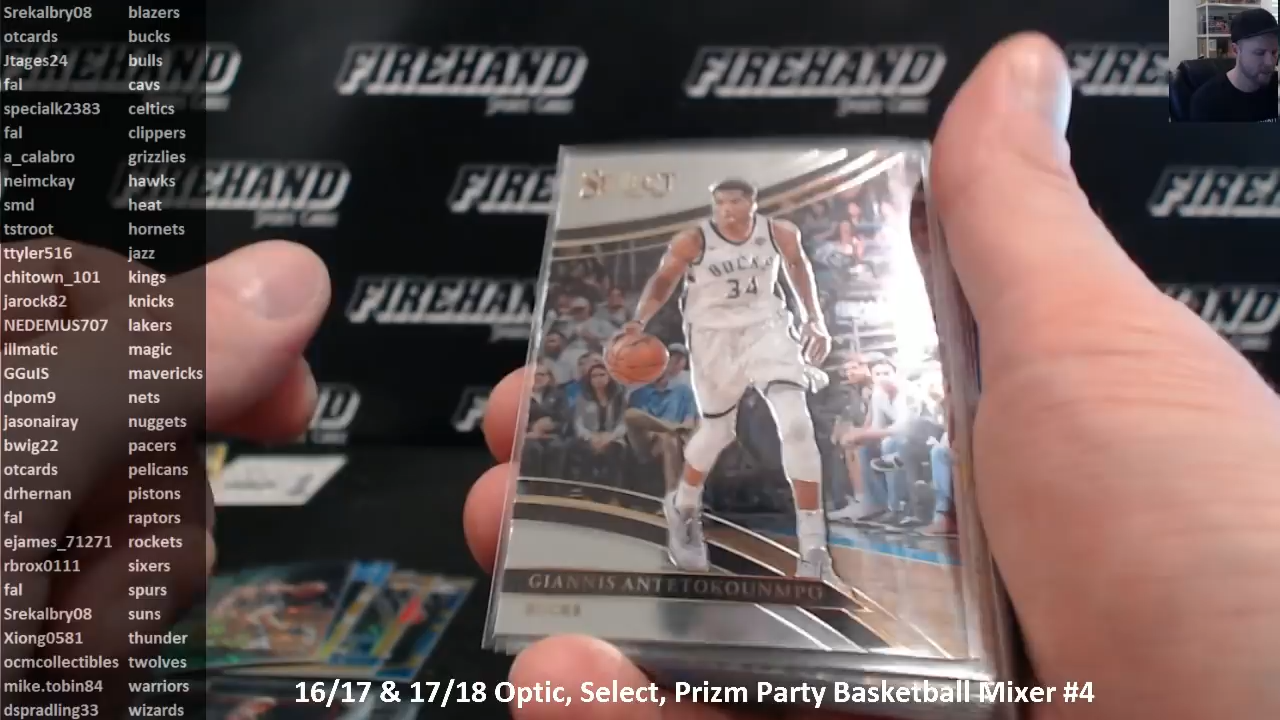 Srekalbry08 blazers
otcards bucks
Jtages24 bulls
fal cavs
specialk2383 celtics
fal clippers
a_calabro grizzlies
neimckay hawks
smd heat
tstroot hornets
ttyler516 jazz
chitown_101 kings
jarock82 knicks
NEDEMUS707 lakers
illmatic magic
GGuIS mavericks
dpom9 nets
jasonairay nuggets
bwig22 pacers
otcards pelicans
drhernan pistons
fal raptors
ejames_71271 rockets
rbrox0111 sixers
fal spurs
Srekalbry08 suns
Xiong0581 thunder
ocmcollectibles twolves
mike.tobin84 warriors
dspradling33 wizards
FIREHAND
FIREHAND
FIREHAND
FIREHAND
FIREHAND
SELECT
BUCKS
34
GIANNIS ANTETOKOUNMPO
BUCKS
16/17 & 17/18 Optic, Select, Prizm Party Basketball Mixer #4